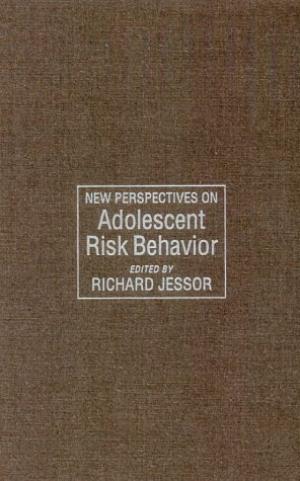 NEW PERSPECTIVES ON
Adolescent
Risk Behavior
EDITED BY
RICHARD JESSOR